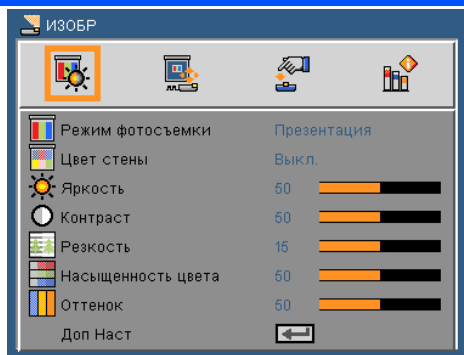 ИЗОБР
Режим фотосъемки Презентация
Цвет стены Выкл.
Яркость 50
Контраст 50
Резкость 15
Насыщенность цвета 50
Оттенок 50
Доп Наст